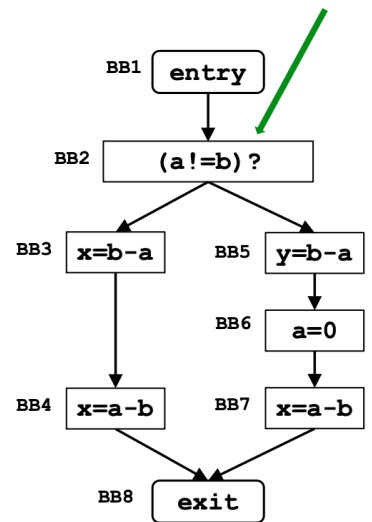 BB1 entry
BB2 (a!=b)?
BB3 x=b-a BB5 y=b-a
BB6 a=0
BB4 x=a-b BB7 x=a-b
BB8 exit